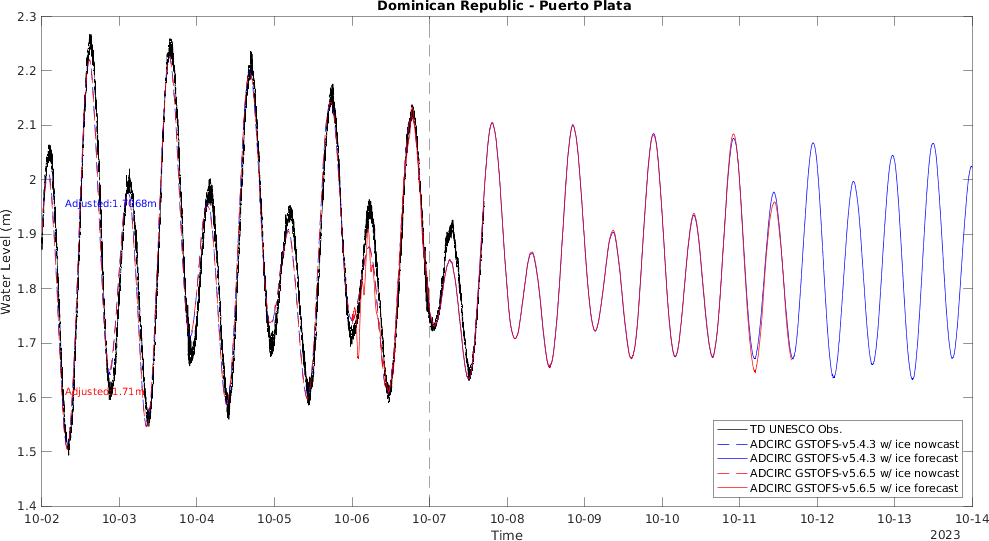 Dominican Republic - Puerto Plata
2.3
2.2
2.1
2
1.9
1.8
1.7
1.6
1.5
1.4
Water Level (m)
Adjusted:1.7068m
Adjusted:1.71m
TD UNESCO Obs.
ADCIRC GSTOFS-v5.4.3 w/ ice nowcast
ADCIRC GSTOFS-v5.4.3 w/ ice forecast
ADCIRC GSTOFS-v5.6.5 w/ ice nowcast
ADCIRC GSTOFS-v5.6.5 w/ ice forecast
10-02 10-03 10-04 10-05 10-06 10-07 10-08 10-09 10-10 10-11 10-12 10-13 10-14
Time
2023